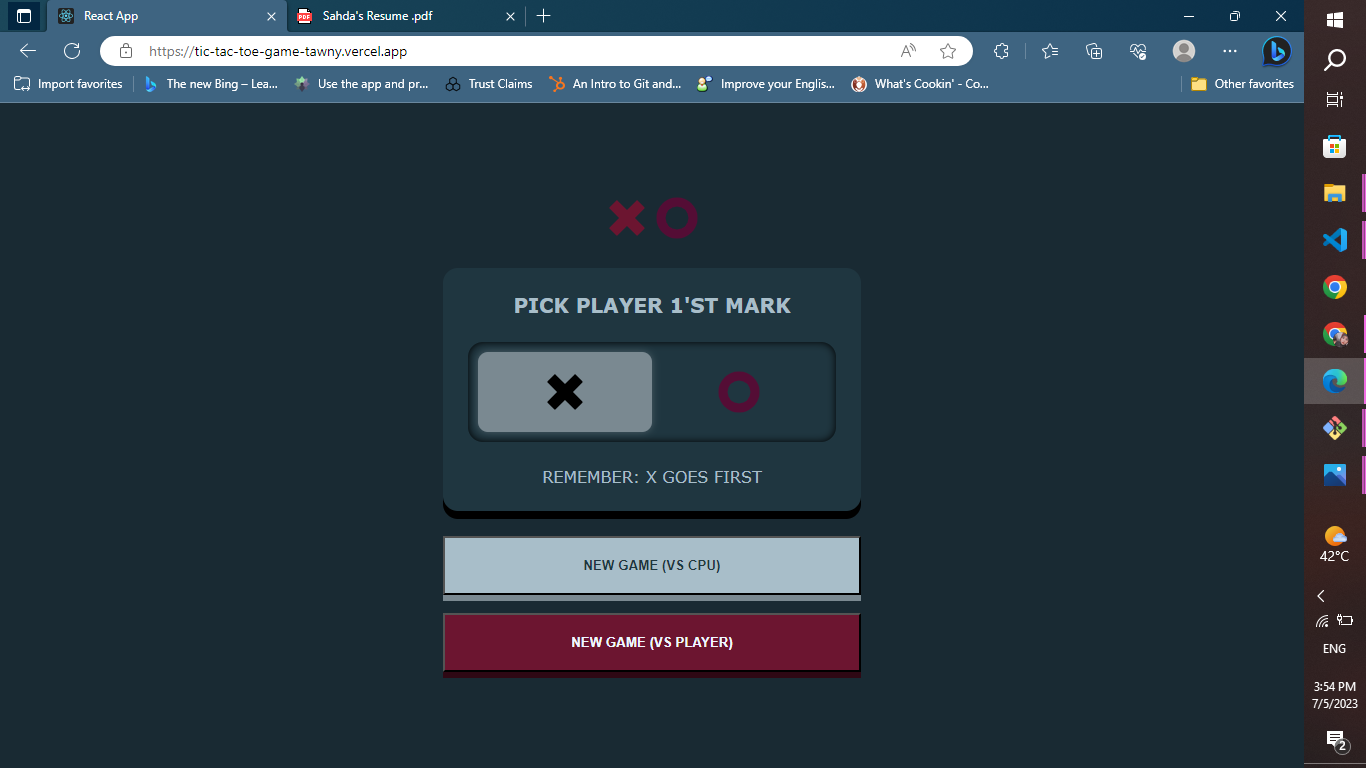 React App
Sahda's Resume .pdf
https://tic-tac-toe-game-tawny.vercel.app
Import favorites
The new Bing – Lea...
Use the app and pr...
Trust Claims
An Intro to Git and...
Improve your Englis...
What's Cookin' - Co...
Other favorites
PICK PLAYER 1'ST MARK
REMEMBER: X GOES FIRST
NEW GAME (VS CPU)
NEW GAME (VS PLAYER)
42°C
ENG
3:54 PM
7/5/2023
2